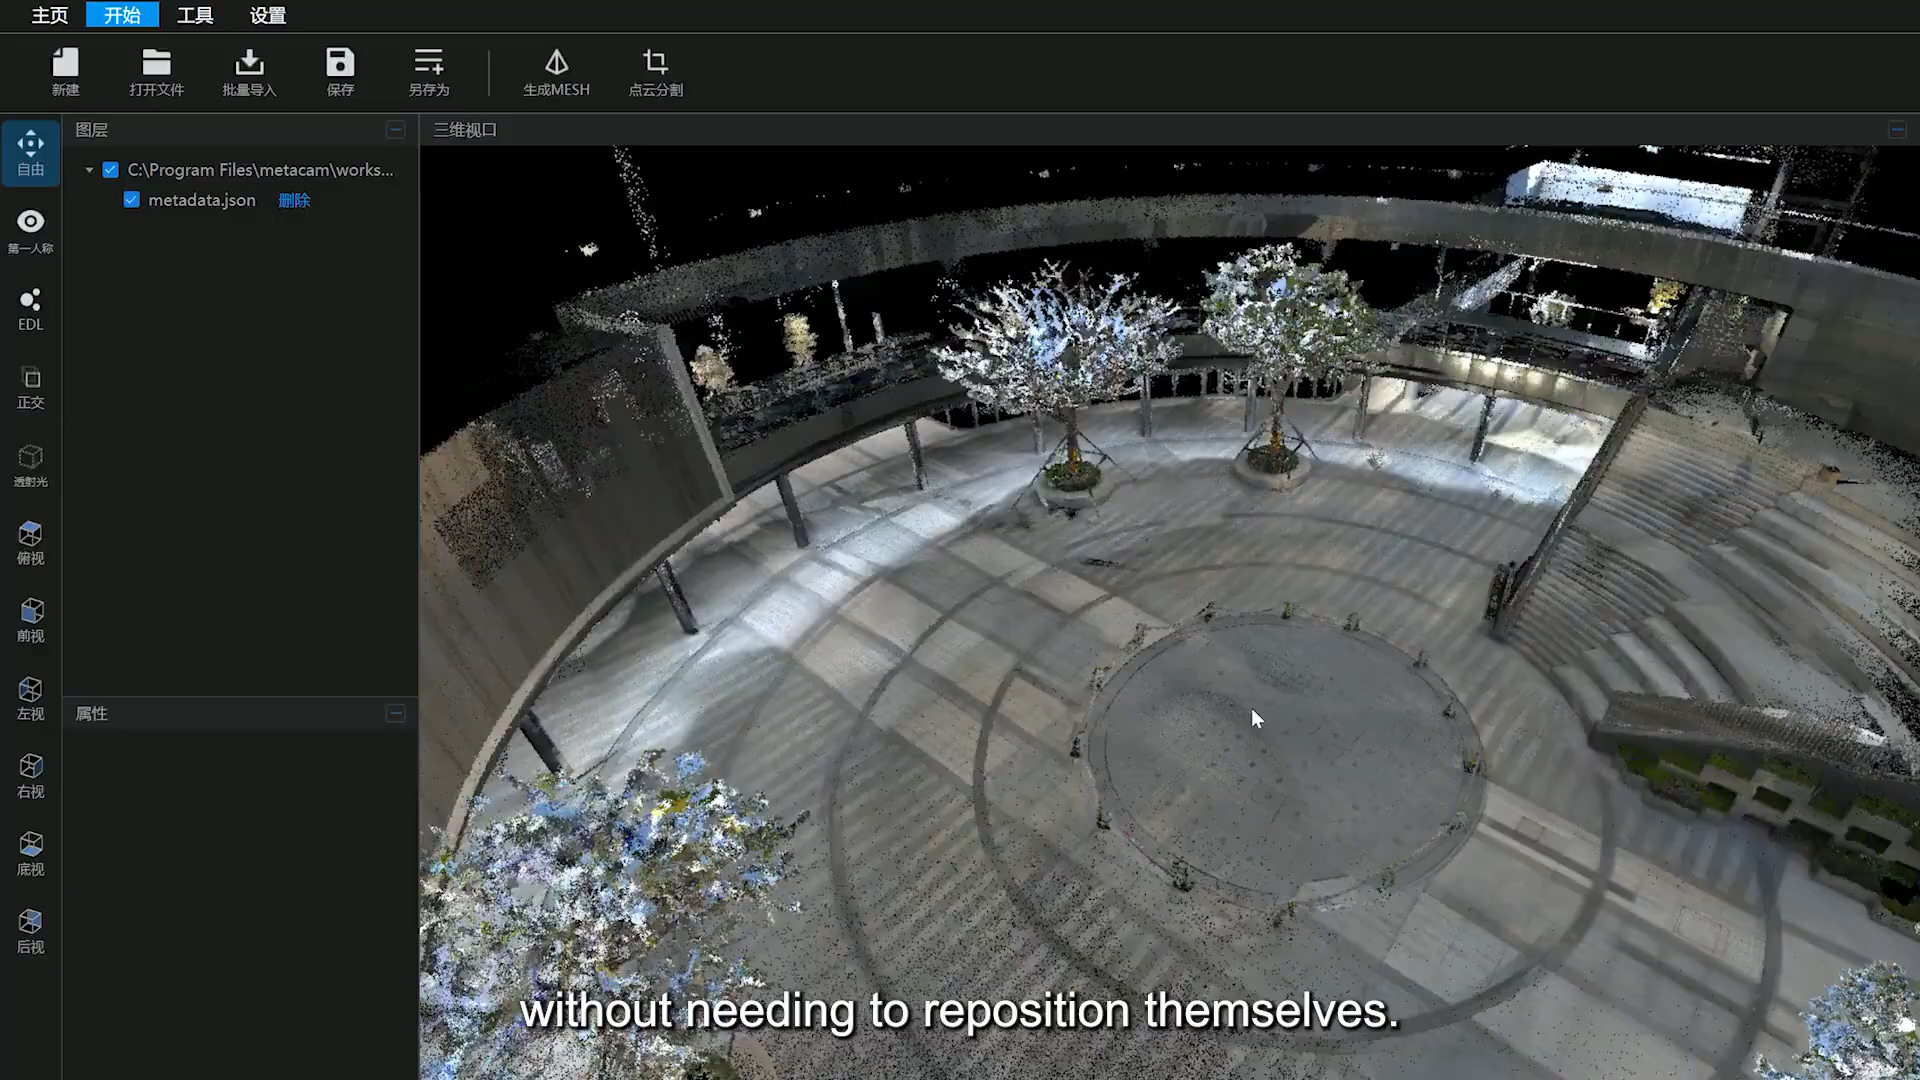 主页 开始 工具 设置
新建 打开文件 批量导入 保存 另存为 生成MESH 点云分割
图层
三维视口
C:\Program Files\metacam\works...
metadata.json 删除
自由
第一人称
EDL
正交
透射光
俯视
前视
左视
右视
底视
后视
属性
without needing to reposition themselves.